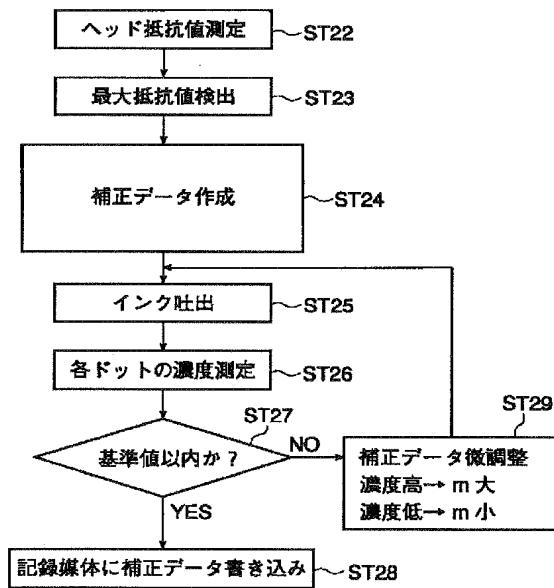 ヘッド抵抗値測定
ST22
最大抵抗値検出
ST23
補正データ作成
ST24
インク吐出
ST25
各ドットの濃度測定
ST26
ST27
基準値以内か?
NO
YES
ST29
補正データ微調整
濃度高→m 大
濃度低→m 小
記録媒体に補正データ書き込み
ST28